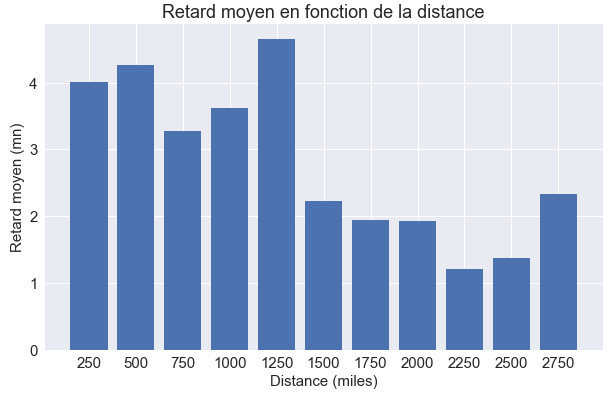 Retard moyen en fonction de la distance
Retard moyen (mn)
4
3
2
1
0
250 500 750 1000 1250 1500 1750 2000 2250 2500 2750
Distance (miles)